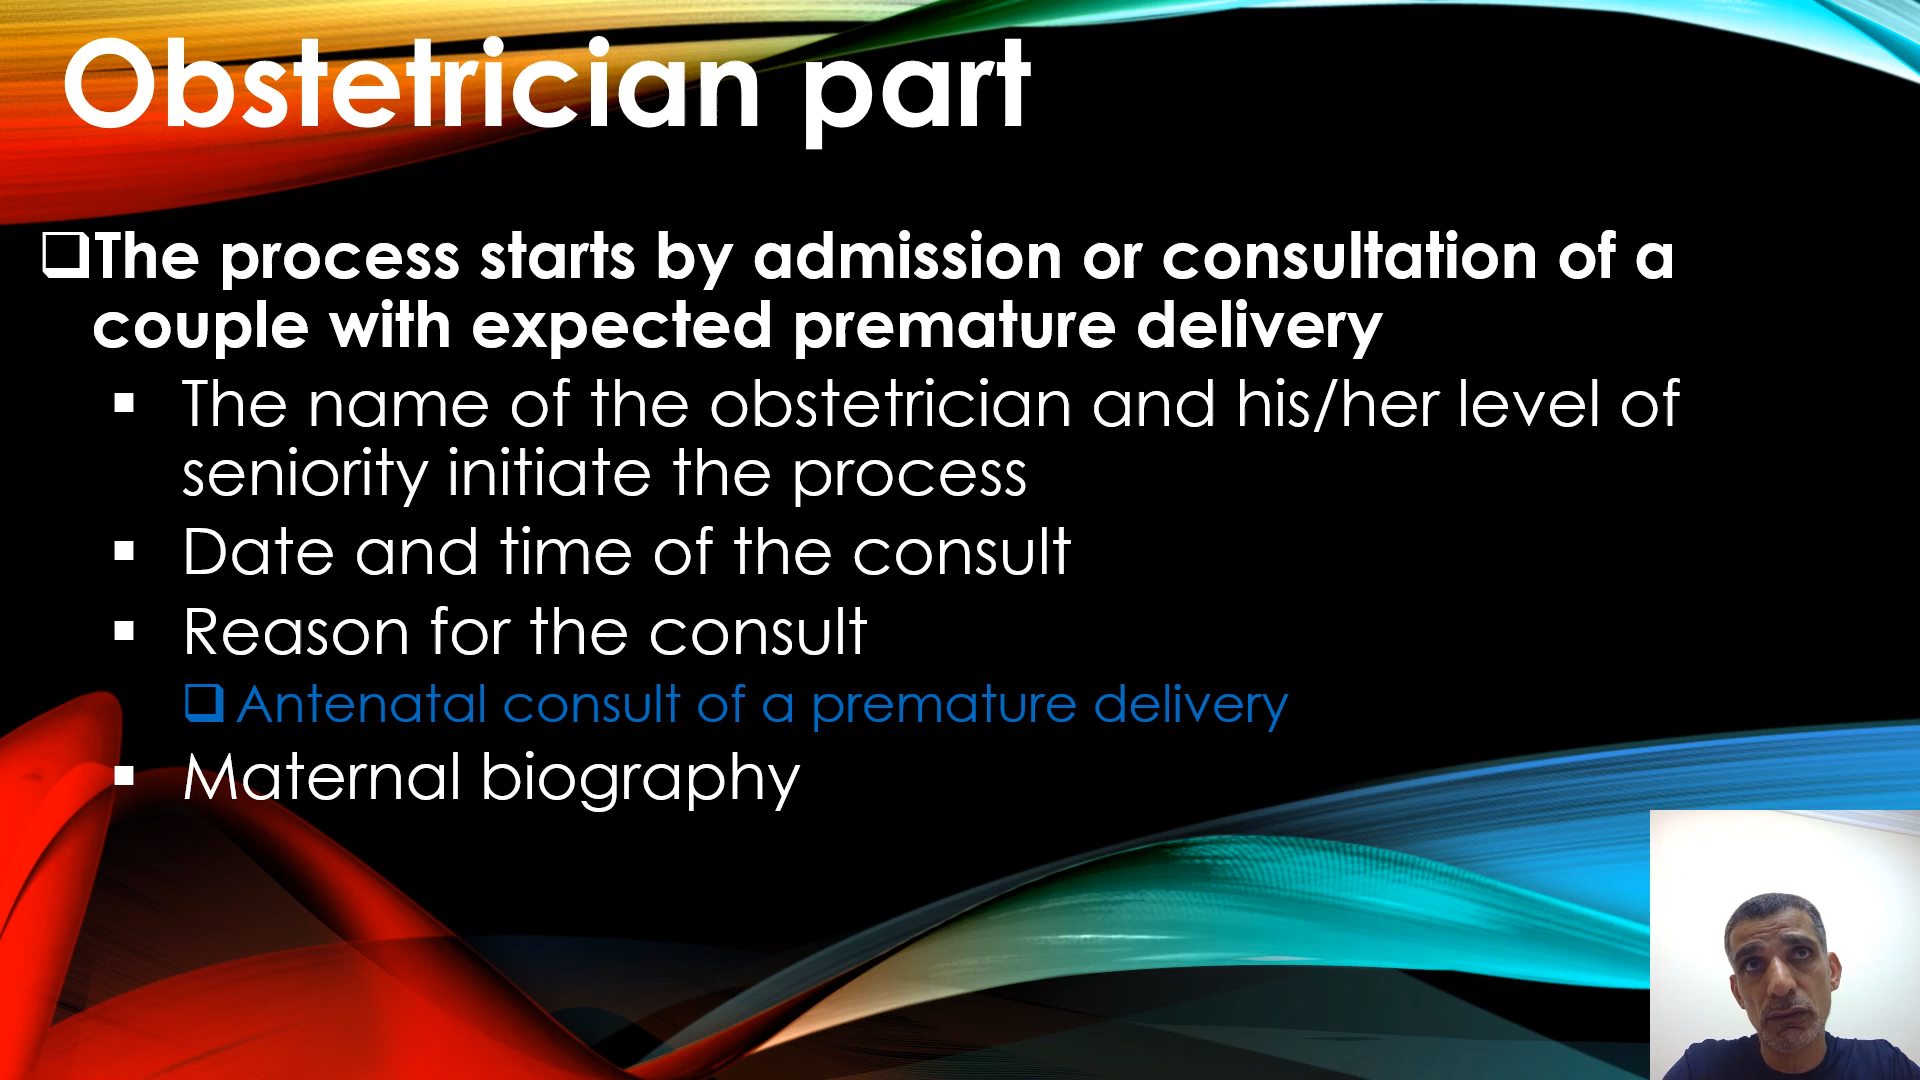 Obstetrician part
❑The process starts by admission or consultation of a
couple with expected premature delivery
▪ The name of the obstetrician and his/her level of
seniority initiate the process
▪ Date and time of the consult
▪ Reason for the consult
❑Antenatal consult of a premature delivery
▪ Maternal biography